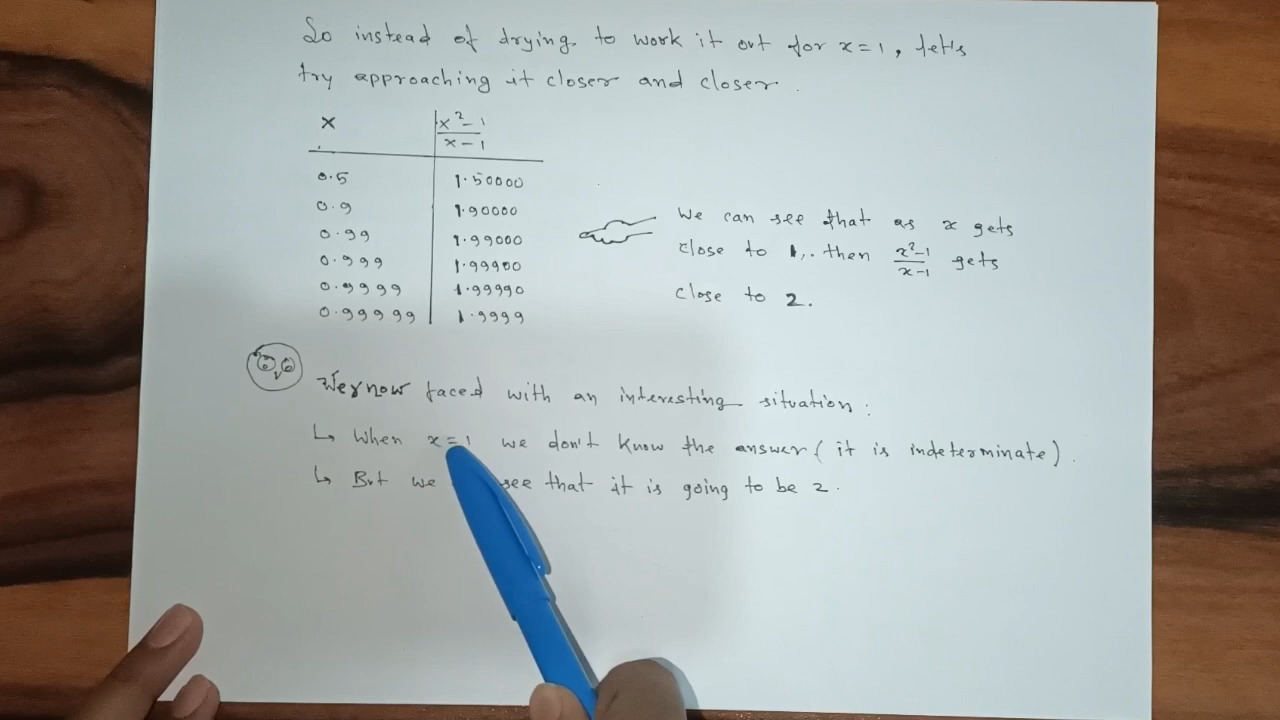 So instead of trying to work it out for x=1, let's
try approaching it closer and closer.
x | x²-1/x-1
0.5 | 1.50000
0.9 | 1.90000
0.99 | 1.99000
0.999 | 1.99900
0.9999 | 1.99990
0.99999 | 1.9999
We can see that as x gets
close to 1, then x²-1/x-1 gets
close to 2.
We now faced with an interesting situation:
↳ When x=1 we don't know the answer (it is indeterminate).
↳ But we see that it is going to be 2.